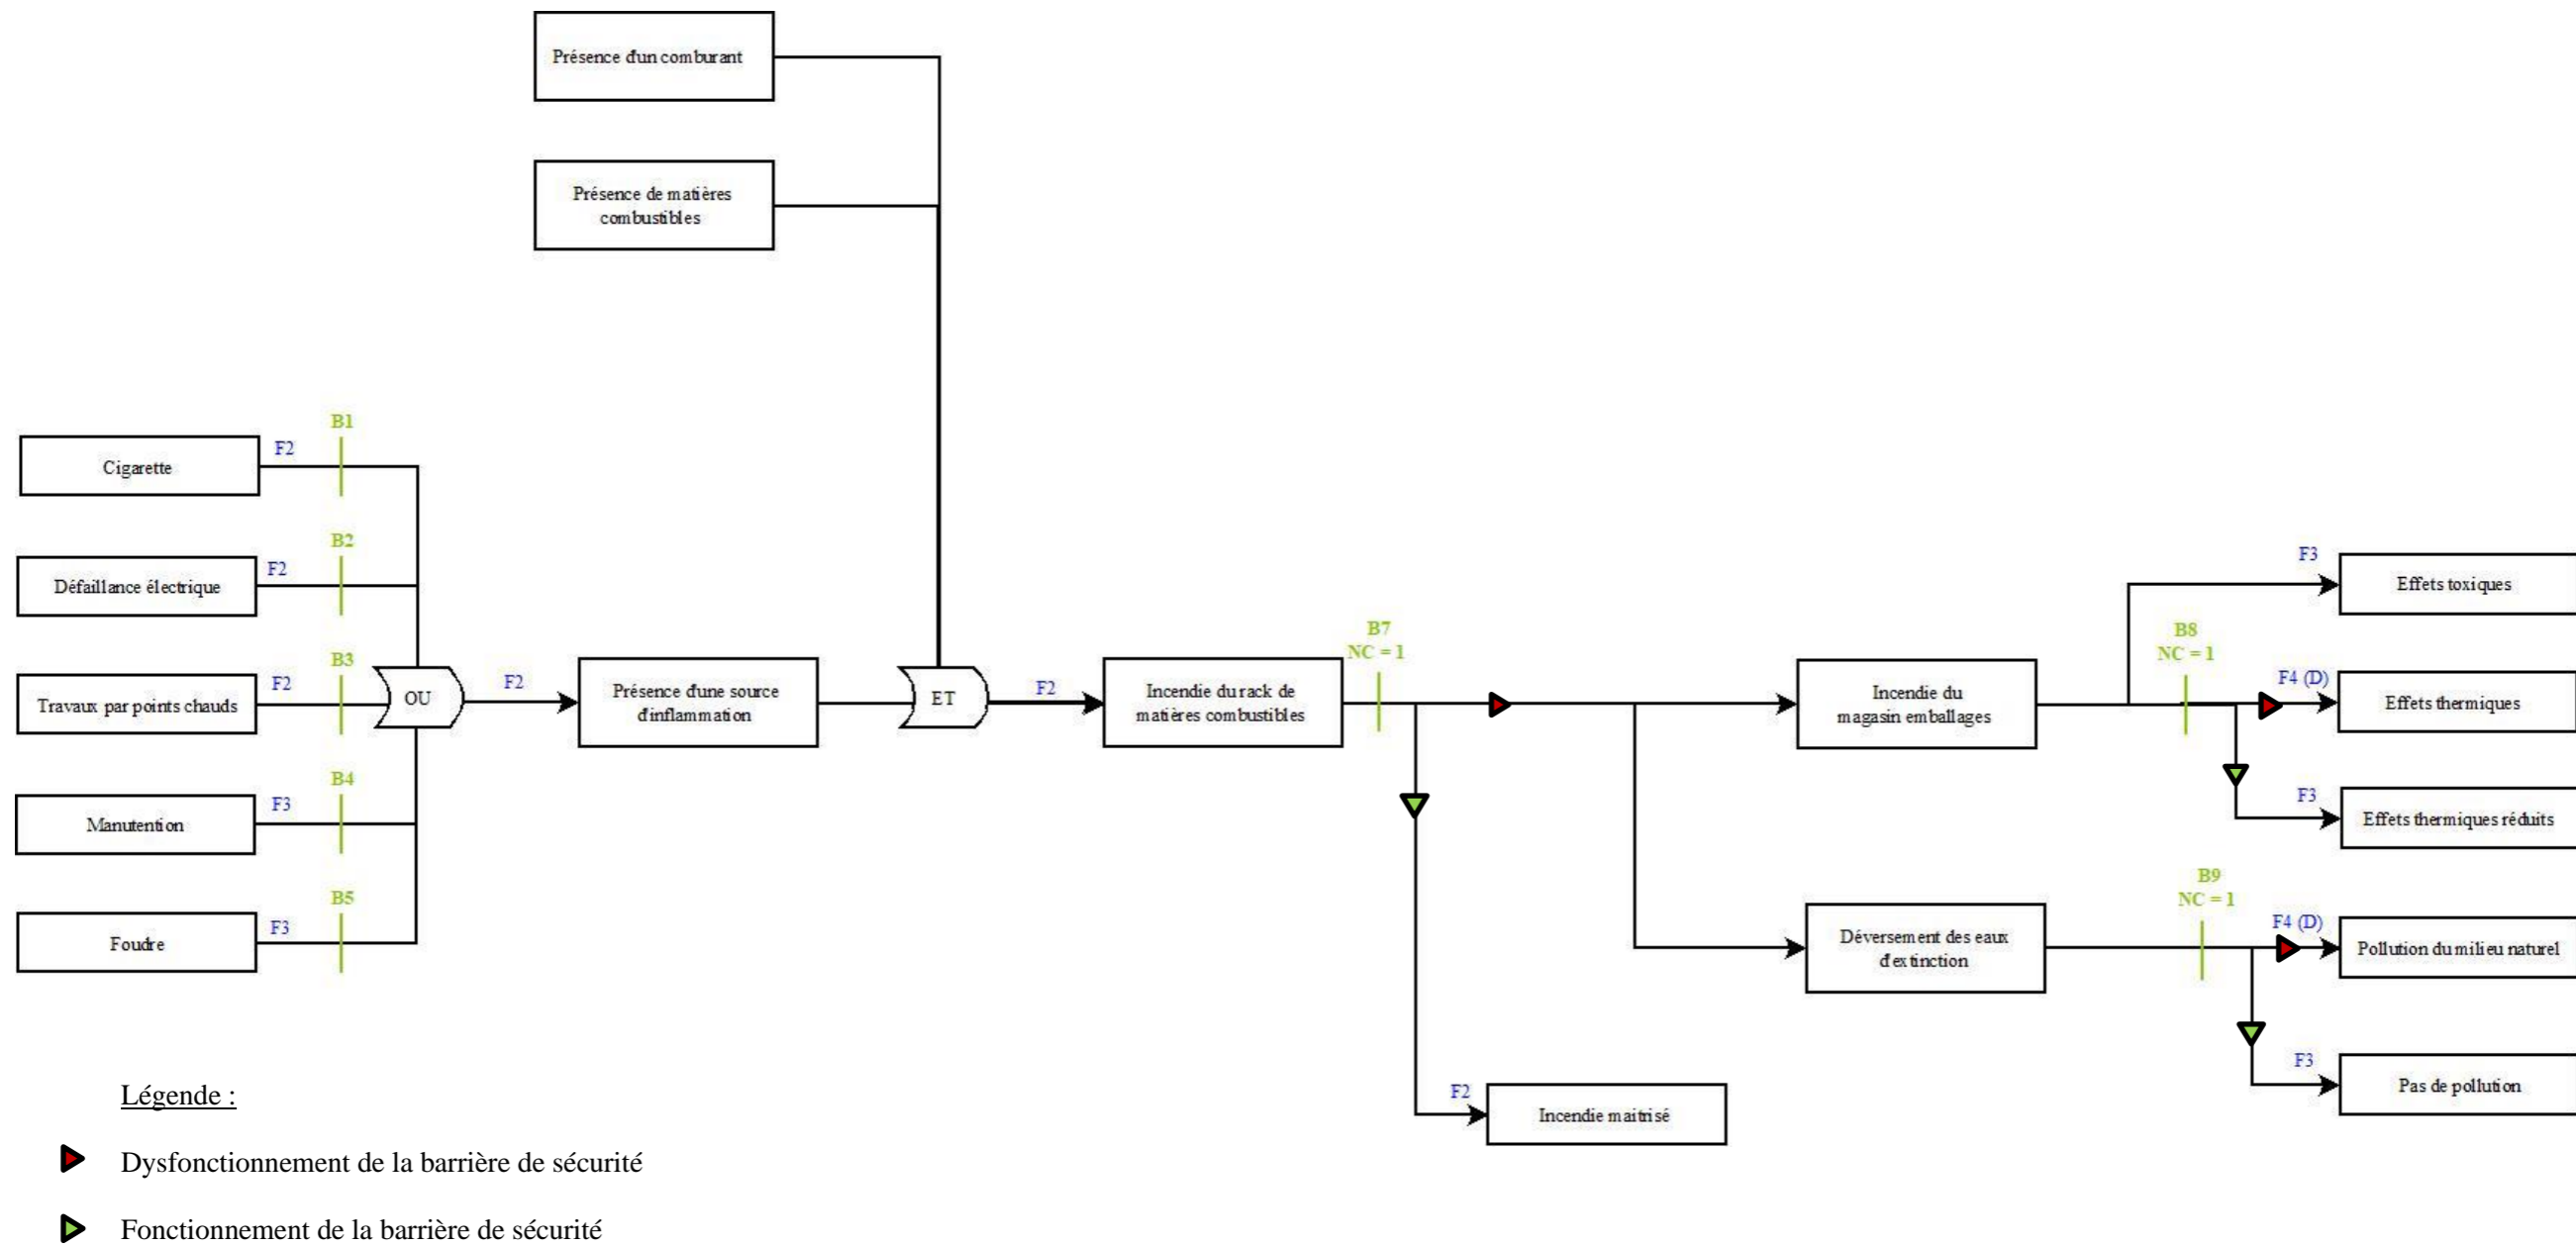 Présence d'un comburant
Présence de matières
combustibles
B1
F2
Cigarette
B2
F2
Défaillance électrique
B3
F2
Travaux par points chauds
B4
F3
Manutention
B5
F3
Foudre
OU
F2
Présence d'une source
d'inflammation
ET
F2
Incendie du rack de
matières combustibles
B7
NC = 1
F2
Incendie maitrisé
Incendie du
magasin emballages
F3
Effets toxiques
B8
NC = 1
F4 (D)
Effets thermiques
F3
Effets thermiques réduits
Déversement des eaux
d'extinction
B9
NC = 1
F4 (D)
Pollution du milieu naturel
F3
Pas de pollution
Légende :
Dysfonctionnement de la barrière de sécurité
Fonctionnement de la barrière de sécurité